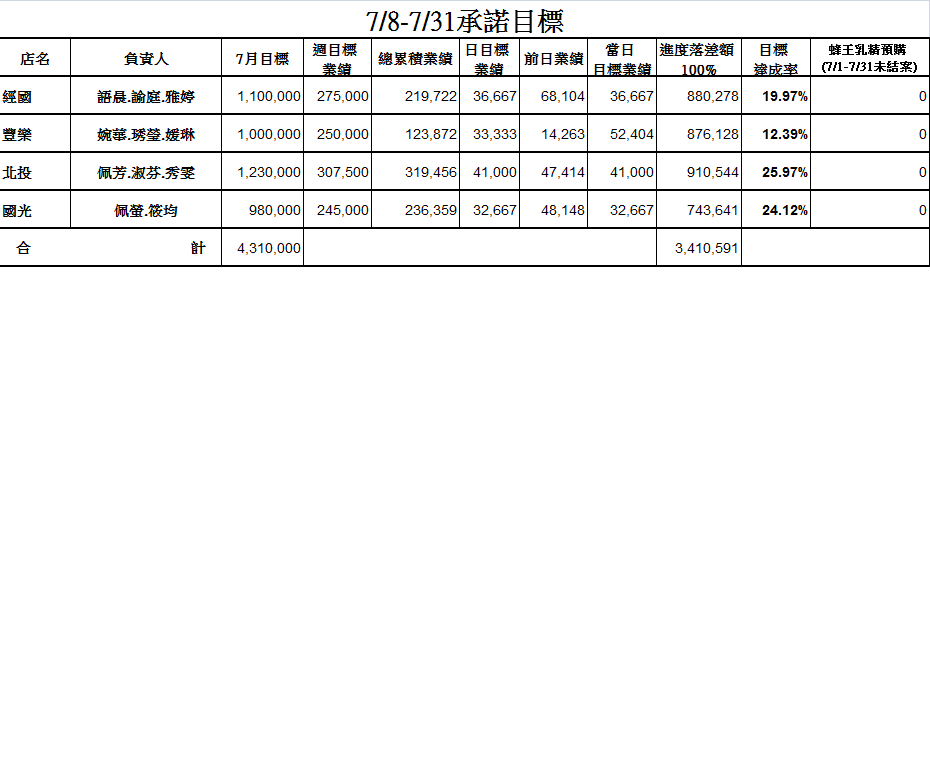 7/8-7/31承諾目標
店名 負責人 7月目標 週目標業績 總累積業績 日目標業績 前日業績 當日目標業績 進度落差額100% 目標達成率 蜂王乳精預購(7/1-7/31未結案)
經國 語晨.諭庭.雅婷 1,100,000 275,000 219,722 36,667 68,104 36,667 880,278 19.97% 0
豐樂 婉華.琇瑩.媛琳 1,000,000 250,000 123,872 33,333 14,263 52,404 876,128 12.39% 0
北投 佩芳.淑芬.秀雯 1,230,000 307,500 319,456 41,000 47,414 41,000 910,544 25.97% 0
國光 佩螢.筱均 980,000 245,000 236,359 32,667 48,148 32,667 743,641 24.12% 0
合 計 4,310,000 3,410,591